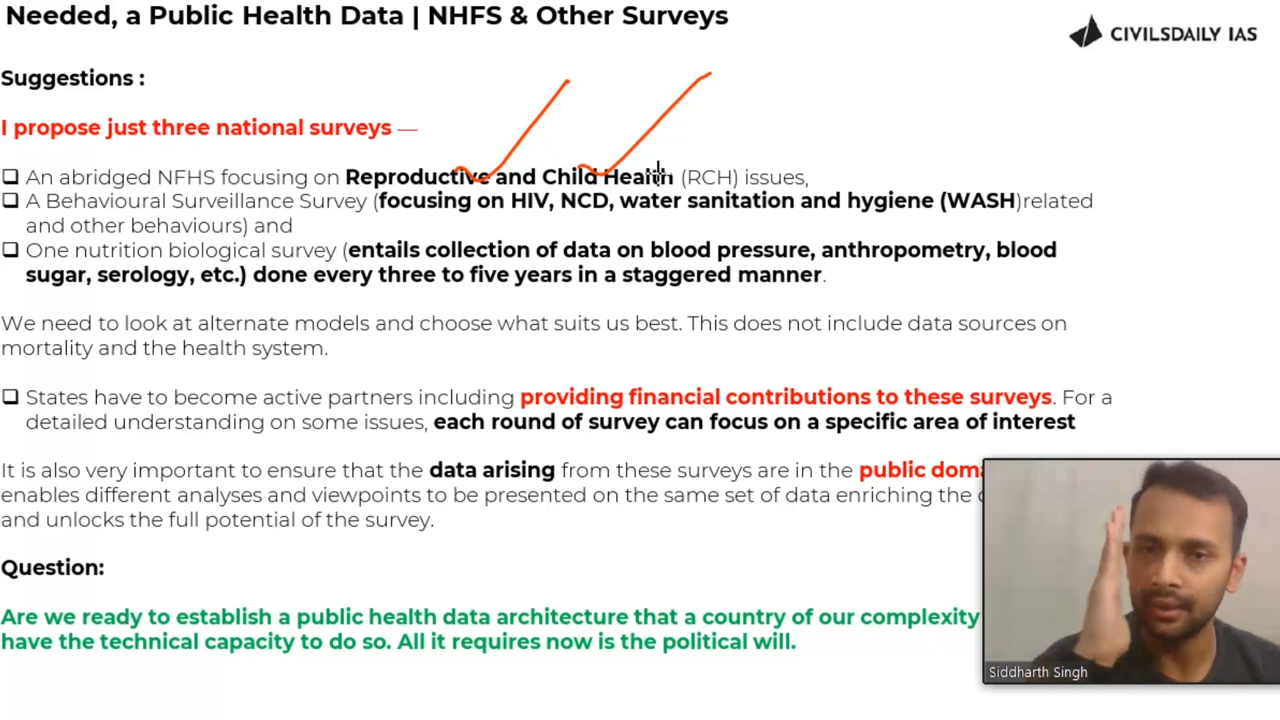 Needed, a Public Health Data | NHFS & Other Surveys
CIVILSDAILY IAS
Suggestions :
I propose just three national surveys —
❑ An abridged NFHS focusing on Reproductive and Child Health (RCH) issues,
❑ A Behavioural Surveillance Survey (focusing on HIV, NCD, water sanitation and hygiene (WASH)related
and other behaviours) and
❑ One nutrition biological survey (entails collection of data on blood pressure, anthropometry, blood
sugar, serology, etc.) done every three to five years in a staggered manner.
We need to look at alternate models and choose what suits us best. This does not include data sources on
mortality and the health system.
❑ States have to become active partners including providing financial contributions to these surveys. For a
detailed understanding on some issues, each round of survey can focus on a specific area of interest
It is also very important to ensure that the data arising from these surveys are in the public
enables different analyses and viewpoints to be presented on the same set of data enriching the
and unlocks the full potential of the survey.
Question:
Are we ready to establish a public health data architecture that a country of our complexity
have the technical capacity to do so. All it requires now is the political will.
Siddharth Singh